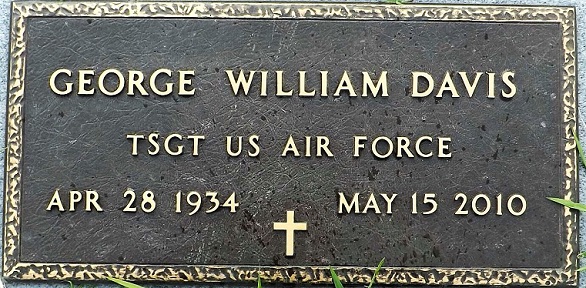 GEORGE WILLIAM DAVIS
TSGT US AIR FORCE
APR 28 1934 MAY 15 2010